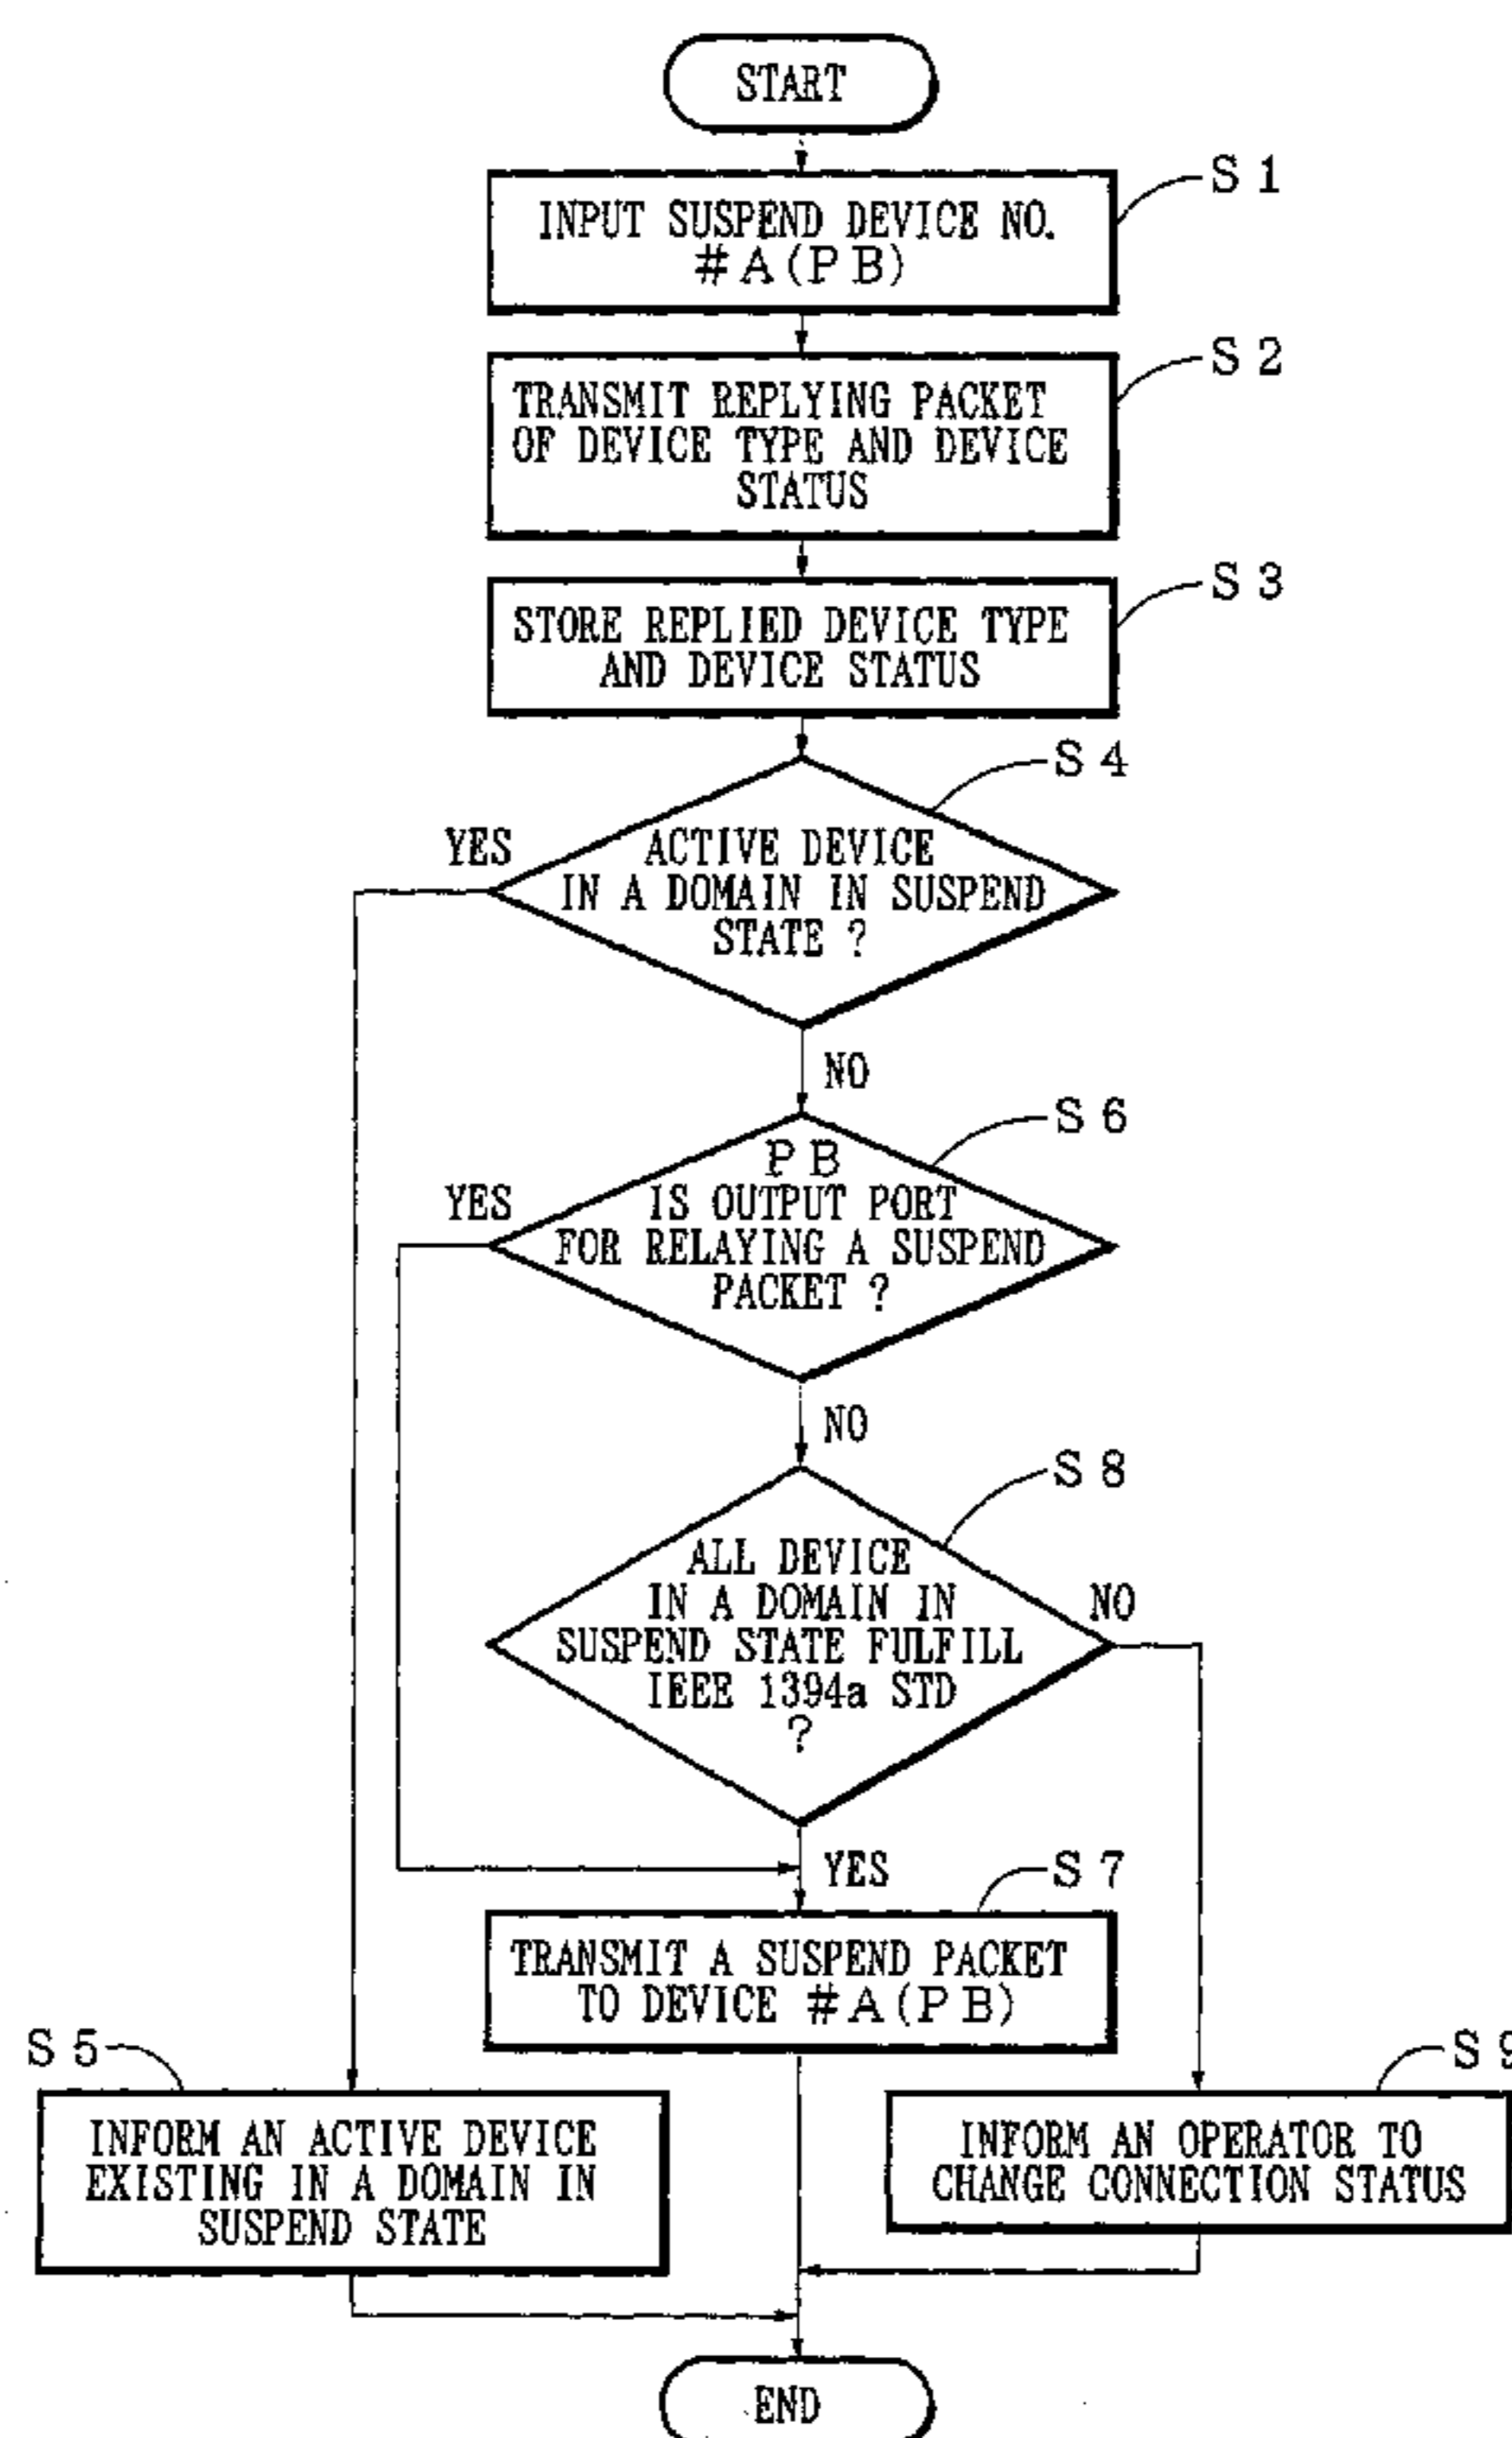 START
S1
INPUT SUSPEND DEVICE NO.
#A(PB)
S2
TRANSMIT REPLYING PACKET
OF DEVICE TYPE AND DEVICE
STATUS
S3
STORE REPLIED DEVICE TYPE
AND DEVICE STATUS
S4
YES
ACTIVE DEVICE
IN A DOMAIN IN SUSPEND
STATE ?
NO
S6
PB
YES
IS OUTPUT PORT
FOR RELAYING A SUSPEND
PACKET ?
NO
S8
ALL DEVICE
IN A DOMAIN IN
NO
SUSPEND STATE FULFILL
IEEE 1394a STD
?
YES
S7
TRANSMIT A SUSPEND PACKET
TO DEVICE #A(PB)
S5
INFORM AN ACTIVE DEVICE
EXISTING IN A DOMAIN IN
SUSPEND STATE
S9
INFORM AN OPERATOR TO
CHANGE CONNECTION STATUS
END